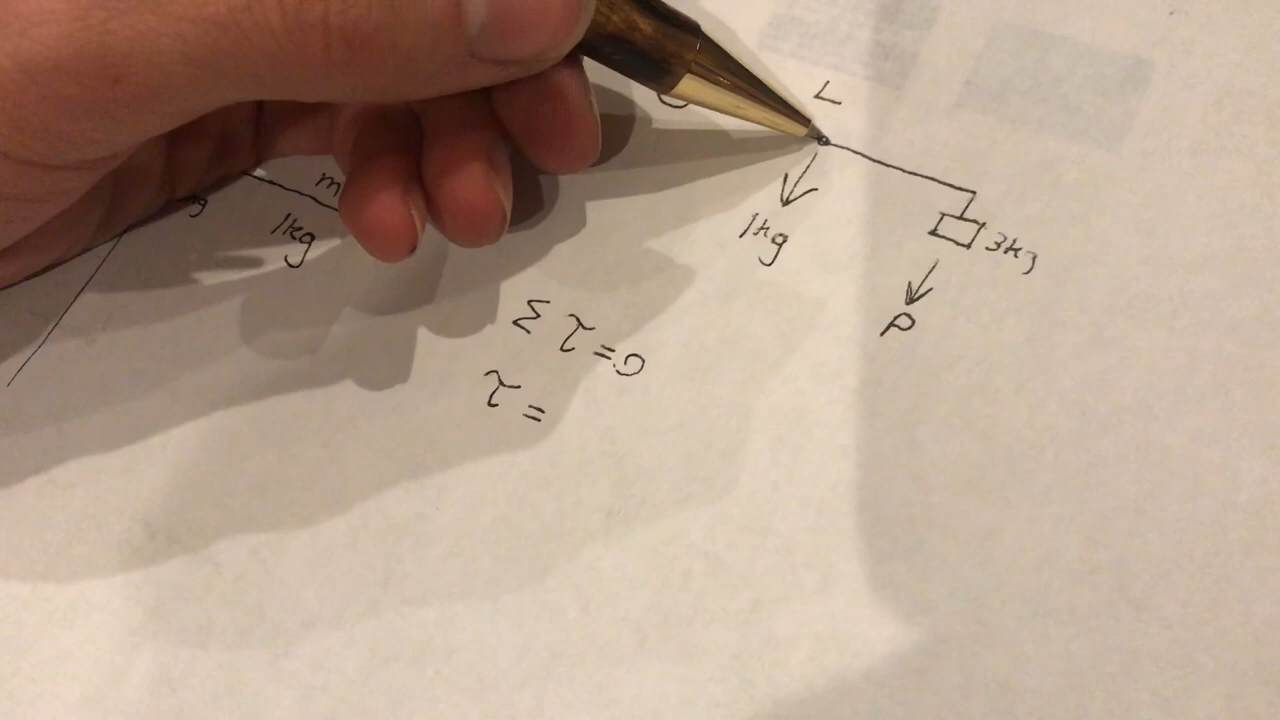 L
m
1kg
1kg
3kg
P
Σ τ = 0
τ =